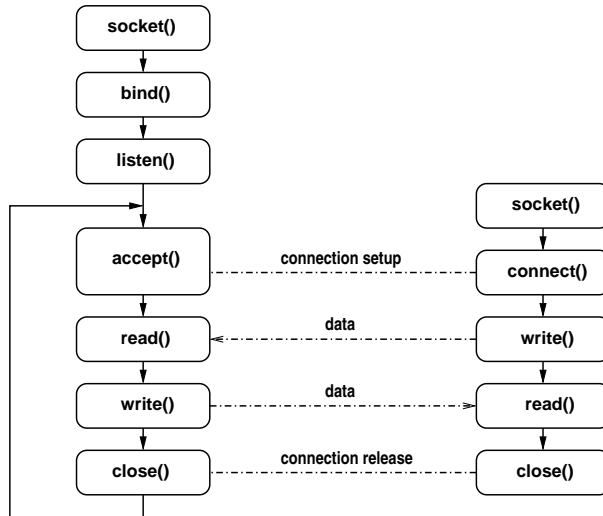 socket()
bind()
listen()
socket()
accept()
connection setup
connect()
read()
data
write()
write()
data
read()
close()
connection release
close()